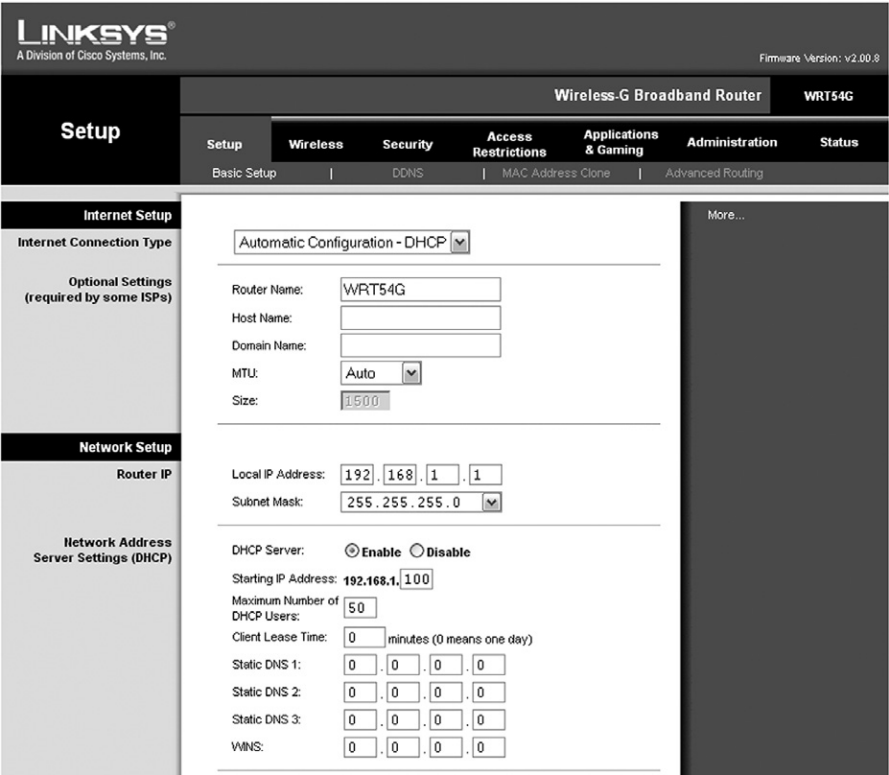 LINKSYS®
A Division of Cisco Systems, Inc.
Firmware Version: v2.00.8
Wireless-G Broadband Router WRT54G
Setup
Setup Wireless Security Access Restrictions Applications & Gaming Administration Status
Basic Setup | DDNS | MAC Address Clone | Advanced Routing
Internet Setup
More...
Internet Connection Type
Automatic Configuration - DHCP
Optional Settings
(required by some ISPs)
Router Name: WRT54G
Host Name:
Domain Name:
MTU: Auto
Size: 1500
Network Setup
Router IP
Local IP Address: 192 . 168 . 1 . 1
Subnet Mask: 255.255.255.0
Network Address
Server Settings (DHCP)
DHCP Server: Enable Disable
Starting IP Address: 192.168.1. 100
Maximum Number of
DHCP Users: 50
Client Lease Time: 0 minutes (0 means one day)
Static DNS 1: 0 . 0 . 0 . 0
Static DNS 2: 0 . 0 . 0 . 0
Static DNS 3: 0 . 0 . 0 . 0
WINS: 0 . 0 . 0 . 0